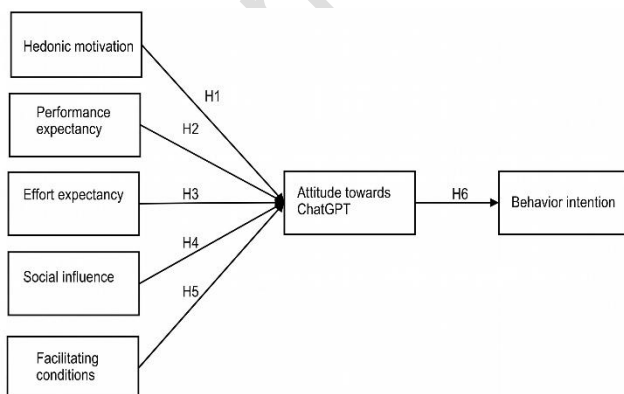 Hedonic motivation
H1
Performance
expectancy
H2
Effort expectancy
H3
Attitude towards
ChatGPT
H6
Behavior intention
Social influence
H4
H5
Facilitating
conditions